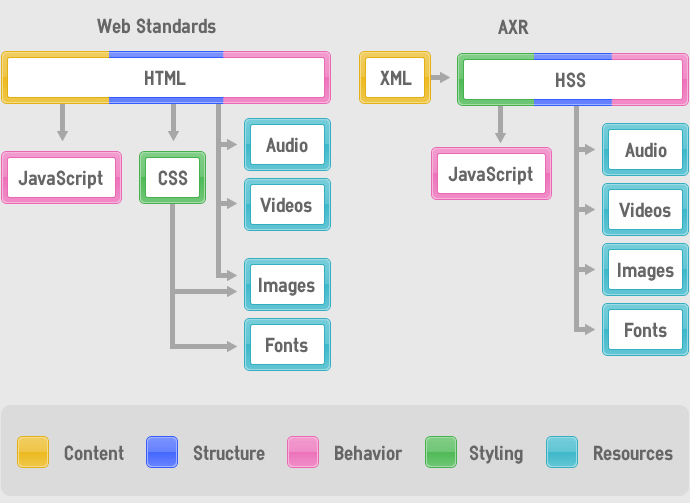 Web Standards
AXR
HTML
XML
HSS
JavaScript
CSS
Audio
Videos
Images
Fonts
JavaScript
Audio
Videos
Images
Fonts
Content
Structure
Behavior
Styling
Resources